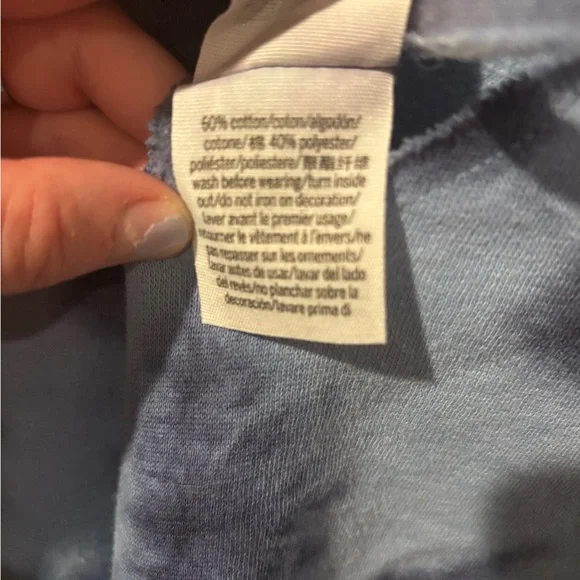 60% cotton/coton/algodón/
cotone/棉 40% polyester/
poliéster/poliestere/聚酯纤维
wash before wearing/turn inside
out/do not iron on decoration/
laver avant le premier usage/
retourner le vêtement à l'envers/ne
pas repasser sur les ornements/
lavar antes de usar/lavar del lado
del revés/no planchar sobre la
decoración/lavare prima di